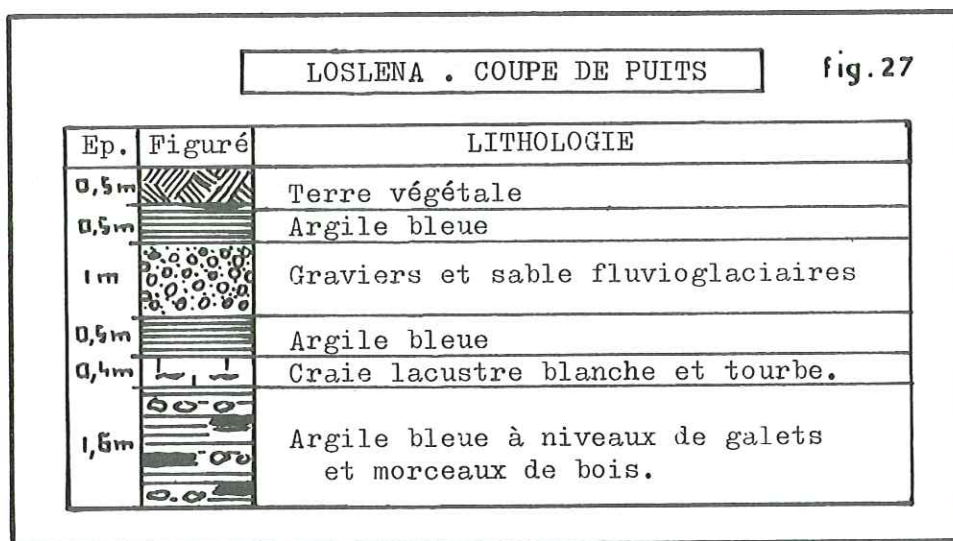 LOSLENA . COUPE DE PUITS
fig.27
Ep. Figuré LITHOLOGIE
0,5m Terre végétale
0,5m Argile bleue
1m Graviers et sable fluvioglaciaires
0,5m Argile bleue
0,4m Craie lacustre blanche et tourbe.
Argile bleue à niveaux de galets
et morceaux de bois.